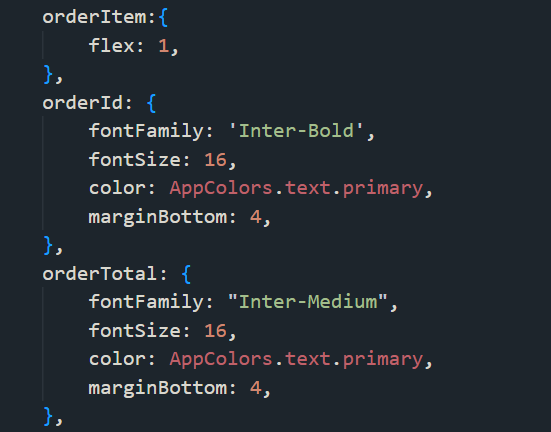 orderItem:{
flex: 1,
},
orderId: {
fontFamily: 'Inter-Bold',
fontSize: 16,
color: AppColors.text.primary,
marginBottom: 4,
},
orderTotal: {
fontFamily: "Inter-Medium",
fontSize: 16,
color: AppColors.text.primary,
marginBottom: 4,
},